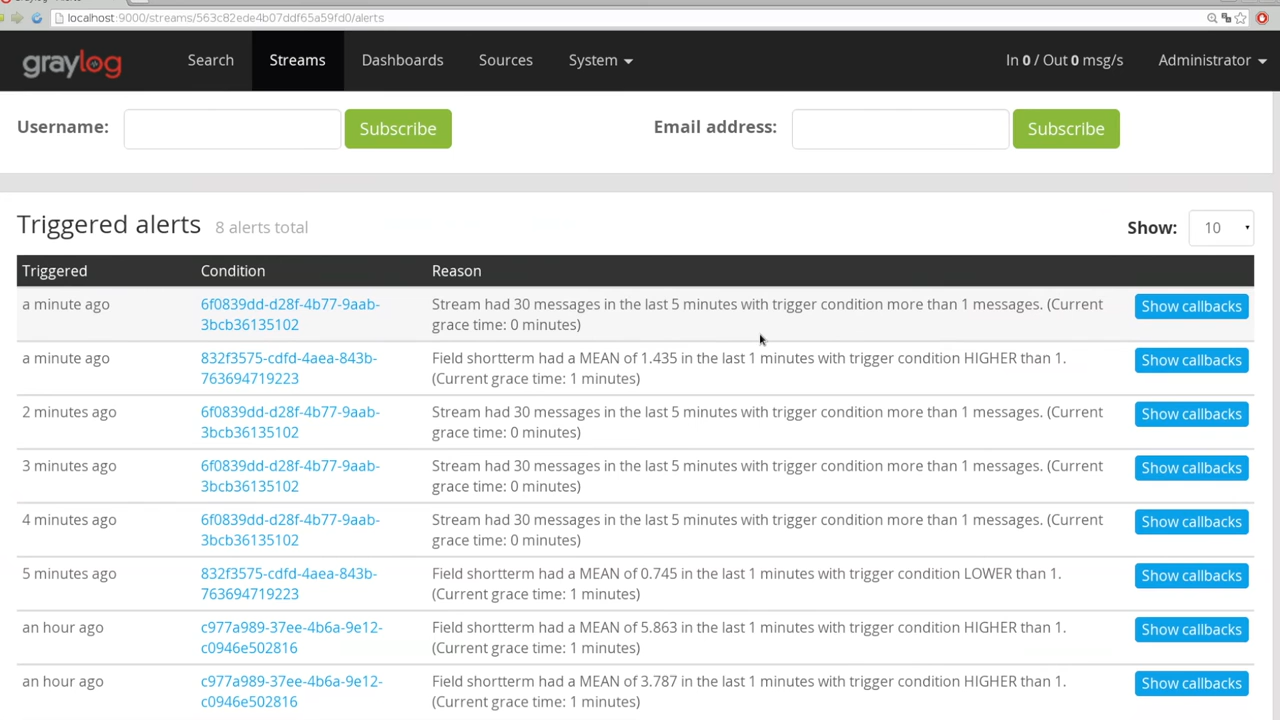 localhost:9000/streams/563c82ede4b07ddf65a59fd0/alerts
graylog Search Streams Dashboards Sources System In 0 / Out 0 msg/s Administrator
Username: Subscribe Email address: Subscribe
Triggered alerts 8 alerts total Show: 10
Triggered Condition Reason
a minute ago 6f0839dd-d28f-4b77-9aab- Stream had 30 messages in the last 5 minutes with trigger condition more than 1 messages. (Current Show callbacks
3bcb36135102 grace time: 0 minutes)
a minute ago 832f3575-cdfd-4aea-843b- Field shortterm had a MEAN of 1.435 in the last 1 minutes with trigger condition HIGHER than 1. Show callbacks
763694719223 (Current grace time: 1 minutes)
2 minutes ago 6f0839dd-d28f-4b77-9aab- Stream had 30 messages in the last 5 minutes with trigger condition more than 1 messages. (Current Show callbacks
3bcb36135102 grace time: 0 minutes)
3 minutes ago 6f0839dd-d28f-4b77-9aab- Stream had 30 messages in the last 5 minutes with trigger condition more than 1 messages. (Current Show callbacks
3bcb36135102 grace time: 0 minutes)
4 minutes ago 6f0839dd-d28f-4b77-9aab- Stream had 30 messages in the last 5 minutes with trigger condition more than 1 messages. (Current Show callbacks
3bcb36135102 grace time: 0 minutes)
5 minutes ago 832f3575-cdfd-4aea-843b- Field shortterm had a MEAN of 0.745 in the last 1 minutes with trigger condition LOWER than 1. Show callbacks
763694719223 (Current grace time: 1 minutes)
an hour ago c977a989-37ee-4b6a-9e12- Field shortterm had a MEAN of 5.863 in the last 1 minutes with trigger condition HIGHER than 1. Show callbacks
c0946e502816 (Current grace time: 1 minutes)
an hour ago c977a989-37ee-4b6a-9e12- Field shortterm had a MEAN of 3.787 in the last 1 minutes with trigger condition HIGHER than 1. Show callbacks
c0946e502816 (Current grace time: 1 minutes)